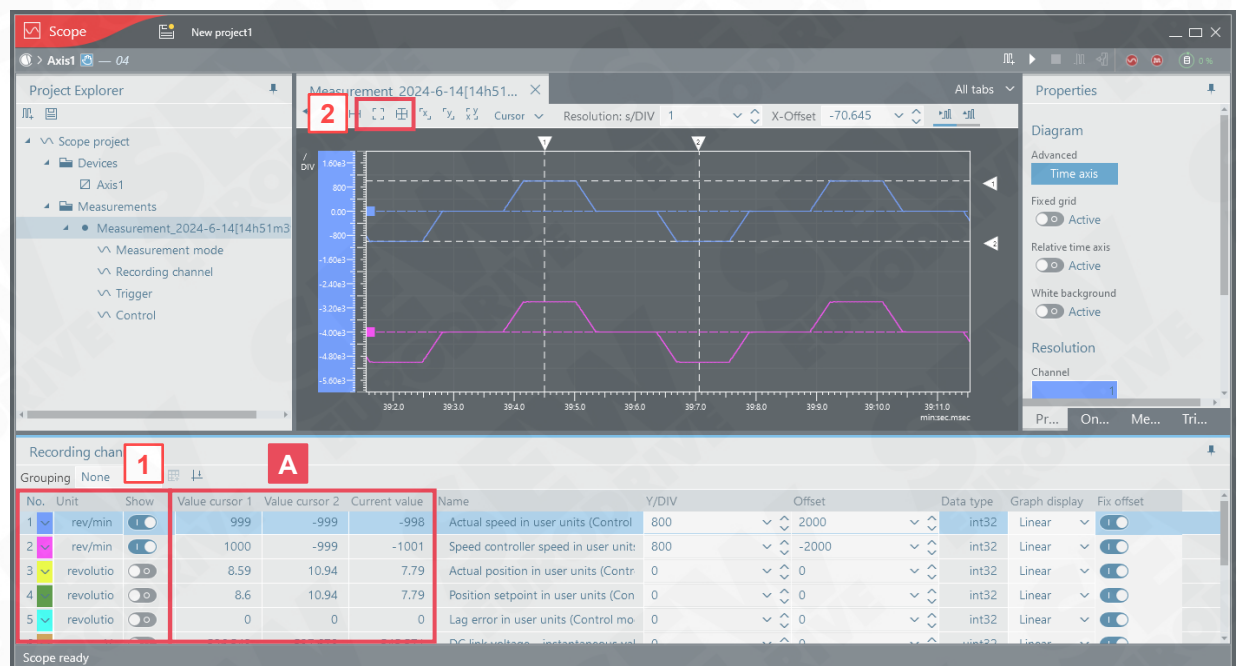 Scope
New project1
Axis1 — 04
0 %
Project Explorer
Scope project
Devices
Axis1
Measurements
Measurement_2024-6-14[14h51m3
Measurement mode
Recording channel
Trigger
Control
Measurement_2024-6-14[14h51...
All tabs
2
Cursor
Resolution: s/DIV 1
X-Offset -70.645
/
DIV
1.60e3
800
0.00
-800
-1.60e3
-2.40e3
-3.20e3
-4.00e3
-4.80e3
-5.60e3
1
2
1
2
39:2.0 39:3.0 39:4.0 39:5.0 39:6.0 39:7.0 39:8.0 39:9.0 39:10.0 39:11.0
min:sec.msec
Properties
Diagram
Advanced
Time axis
Fixed grid
Active
Relative time axis
Active
White background
Active
Resolution
Channel
1
Pr... On... Me... Tri...
Recording chan
1
A
Grouping None
No. Unit Show Value cursor 1 Value cursor 2 Current value Name Y/DIV Offset Data type Graph display Fix offset
1 rev/min 999 -999 -998 Actual speed in user units (Control 800 2000 int32 Linear
2 rev/min 1000 -999 -1001 Speed controller speed in user unit: 800 -2000 int32 Linear
3 revolutio 8.59 10.94 7.79 Actual position in user units (Contr 0 0 int32 Linear
4 revolutio 8.6 10.94 7.79 Position setpoint in user units (Con 0 0 int32 Linear
5 revolutio 0 0 0 Lag error in user units (Control mo 0 0 int32 Linear
Scope ready